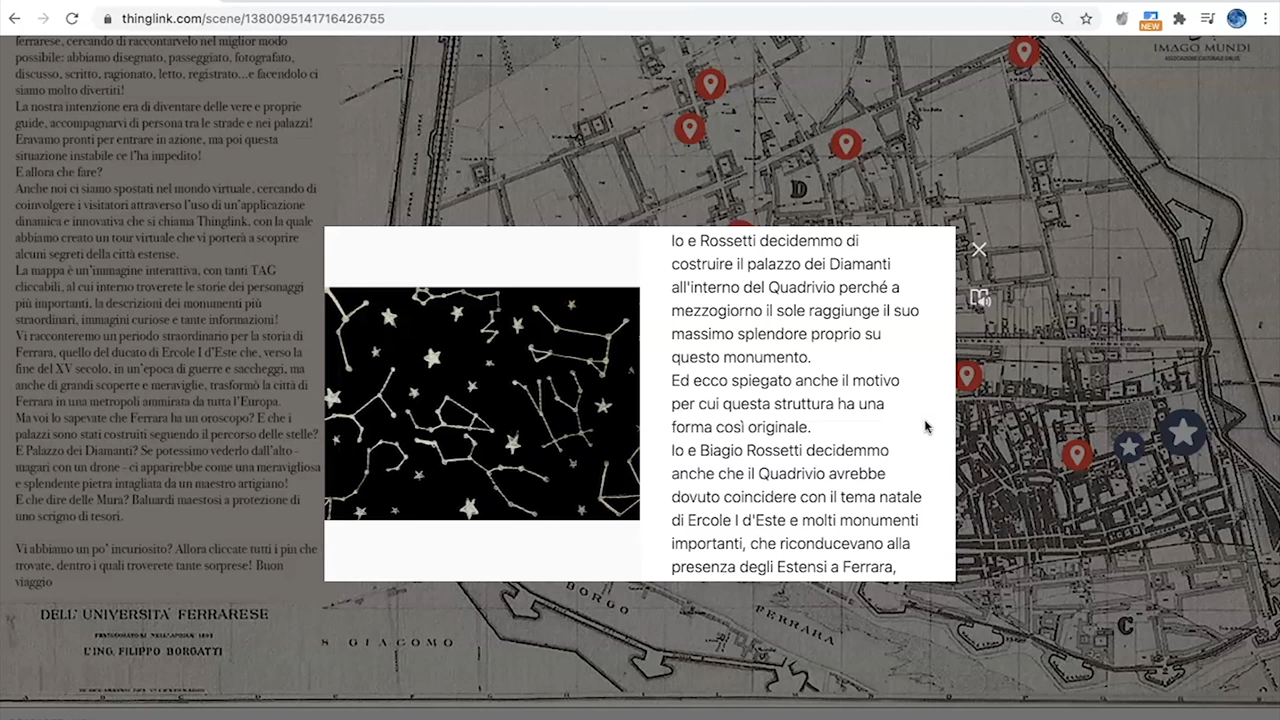 thinglink.com/scene/1380095141716426755
NEW
ferrarese, cercando di raccontarvelo nel miglior modo
possibile: abbiamo disegnato, passeggiato, fotografato,
discusso, scritto, ragionato, letto, registrato...e facendolo ci
siamo molto divertiti!
La nostra intenzione era di diventare delle vere e proprie
guide, accompagnarvi di persona tra le strade e nei palazzi!
Eravamo pronti per entrare in azione, ma poi questa
situazione instabile ce l'ha impedito!
E allora che fare?
Anche noi ci siamo spostati nel mondo virtuale, cercando di
coinvolgere i visitatori attraverso l'uso di un'applicazione
dinamica e innovativa che si chiama Thinglink, con la quale
abbiamo creato un tour virtuale che vi porterà a scoprire
alcuni segreti della città estense.
La mappa è un'immagine interattiva, con tanti TAG
cliccabili, al cui interno troverete le storie dei personaggi
più importanti, la descrizioni dei monumenti più
straordinari, immagini curiose e tante informazioni!
Vi racconteremo un periodo straordinario per la storia di
Ferrara, quello del ducato di Ercole I d'Este che, verso la
fine del XV secolo, in un'epoca di guerre e saccheggi, ma
anche di grandi scoperte e meraviglie, trasformò la città di
Ferrara in una metropoli ammirata da tutta l'Europa.
Ma voi lo sapevate che Ferrara ha un oroscopo? E che i
palazzi sono stati costruiti seguendo il percorso delle stelle?
E Palazzo dei Diamanti? Se potessimo vederlo dall'alto -
magari con un drone - ci apparirebbe come una meravigliosa
e splendente pietra intagliata da un maestro artigiano!
E che dire delle Mura? Baluardi maestosi a protezione di
uno scrigno di tesori.
Vi abbiamo un po' incuriosito? Allora cliccate tutti i pin che
trovate, dentro i quali troverete tante sorprese! Buon
viaggio
DELL' UNIVERSITÀ FERRARESE
L'ING. FILIPPO BORGATTI
Io e Rossetti decidemmo di
costruire il palazzo dei Diamanti
all'interno del Quadrivio perché a
mezzogiorno il sole raggiunge il suo
massimo splendore proprio su
questo monumento.
Ed ecco spiegato anche il motivo
per cui questa struttura ha una
forma così originale.
Io e Biagio Rossetti decidemmo
anche che il Quadrivio avrebbe
dovuto coincidere con il tema natale
di Ercole I d'Este e molti monumenti
importanti, che riconducevano alla
presenza degli Estensi a Ferrara,
IMAGO MUNDI
D
BORGO
FERRARA
S GIACOMO
C